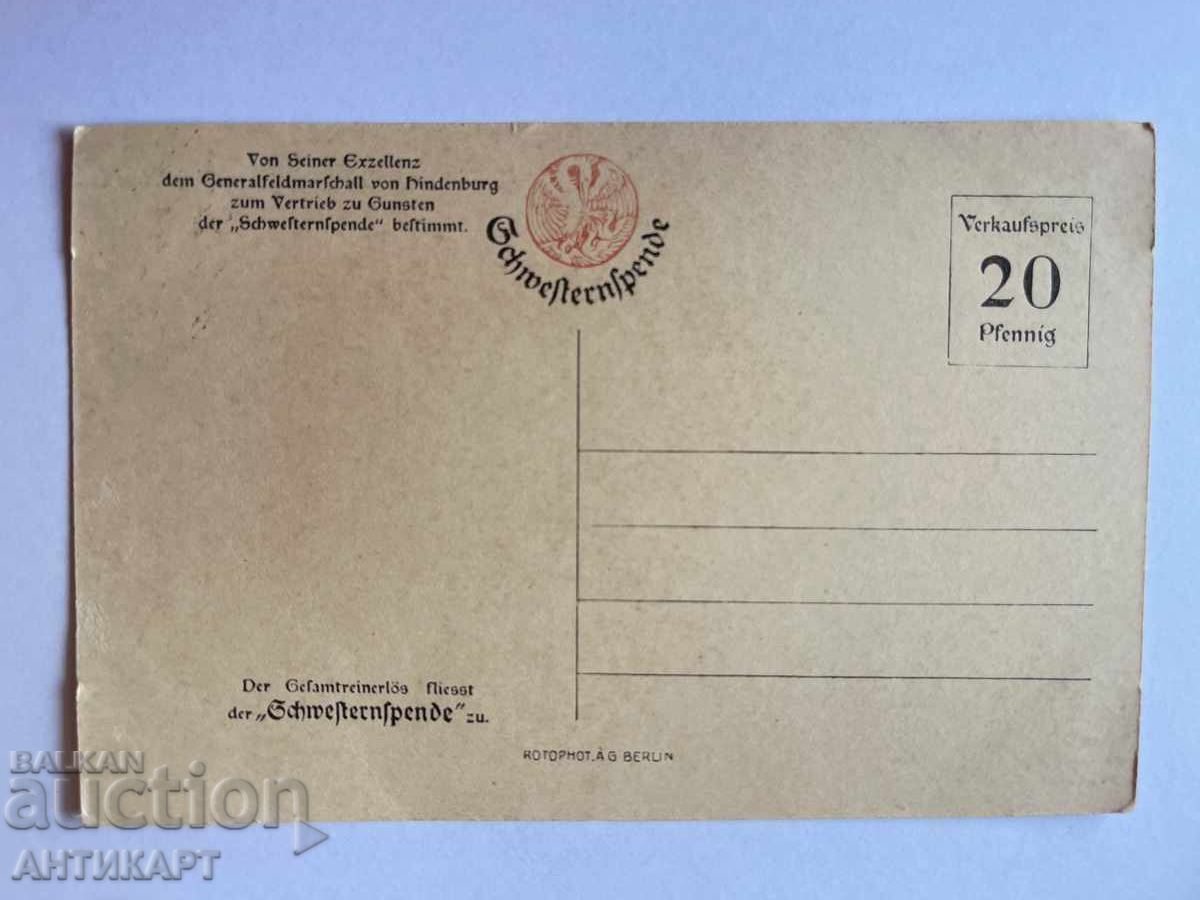 Von Seiner Exzellenz
dem Generalfeldmarschall von Hindenburg
zum Vertrieb zu Gunsten
der „Schwesternspende" bestimmt.
Schwesternspende
Verkaufspreis
20
Pfennig
Der Gesamtreinerlös fliesst
der „Schwesternspende" zu.
ROTOPHOT. A G BERLIN
BALKAN
auction
АНТИКАРТ